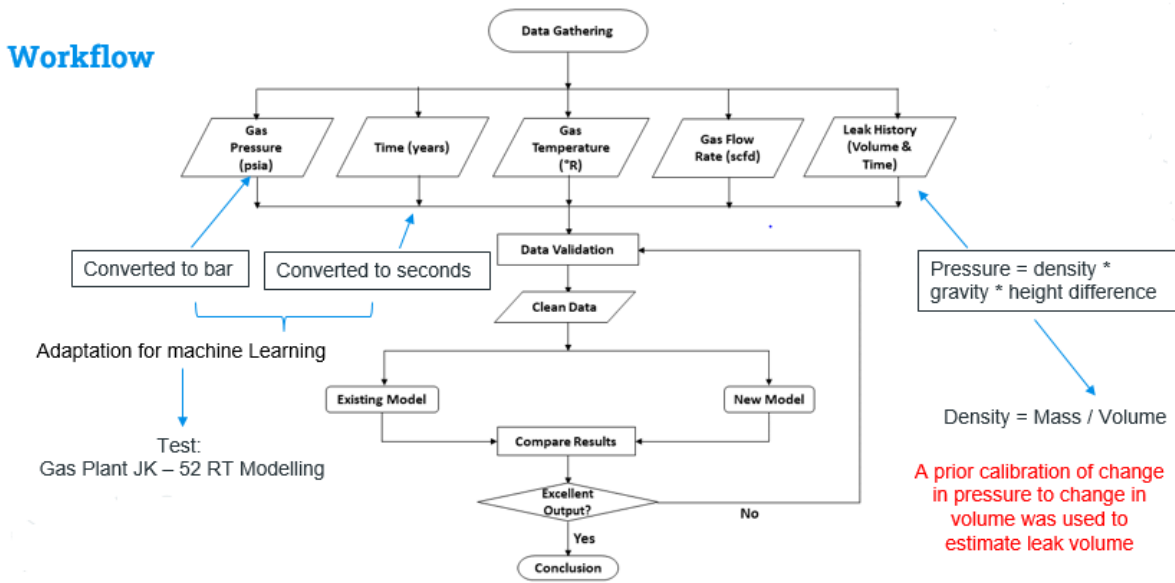 Workflow
Data Gathering
Gas
Pressure
(psia)
Time (years)
Gas
Temperature
(°R)
Gas Flow
Rate (scfd)
Leak History
(Volume &
Time)
Converted to bar
Converted to seconds
Data Validation
Pressure = density *
gravity * height difference
Clean Data
Adaptation for machine Learning
Existing Model
New Model
Test:
Gas Plant JK – 52 RT Modelling
Compare Results
Density = Mass / Volume
Excellent
Output?
No
Yes
A prior calibration of change
in pressure to change in
volume was used to
estimate leak volume
Conclusion